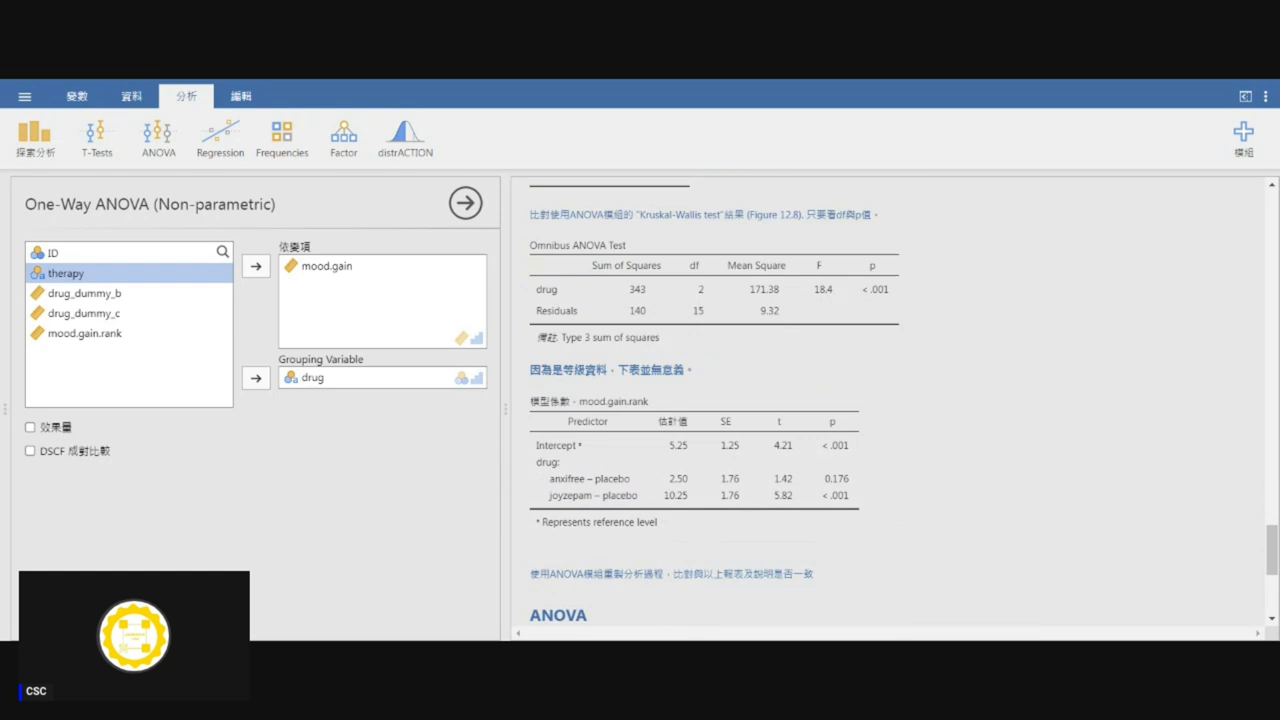 變數 資料 分析 編輯
探索分析 T-Tests ANOVA Regression Frequencies Factor distrACTION 模組
One-Way ANOVA (Non-parametric)
ID
therapy
drug_dummy_b
drug_dummy_c
mood.gain.rank
依變項
mood.gain
Grouping Variable
drug
效果量
DSCF 成對比較
比對使用ANOVA模組的 "Kruskal-Wallis test"結果 (Figure 12.8). 只要看df與p值。
Omnibus ANOVA Test
Sum of Squares df Mean Square F p
drug 343 2 171.38 18.4 < .001
Residuals 140 15 9.32
備註. Type 3 sum of squares
因為是等級資料，下表並無意義。
模型係數 - mood.gain.rank
Predictor 估計值 SE t p
Intercept ᵃ 5.25 1.25 4.21 < .001
drug:
anxifree – placebo 2.50 1.76 1.42 0.176
joyzepam – placebo 10.25 1.76 5.82 < .001
ᵃ Represents reference level
使用ANOVA模組重製分析過程，比對與以上報表及說明是否一致
ANOVA
CSC